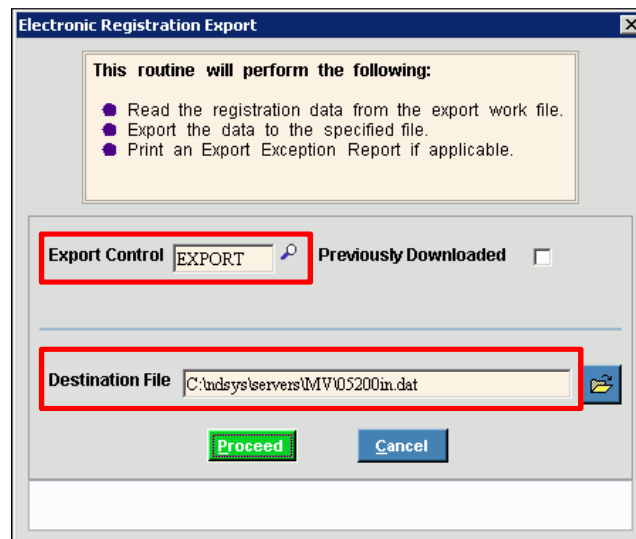 Electronic Registration Export
This routine will perform the following:
Read the registration data from the export work file.
Export the data to the specified file.
Print an Export Exception Report if applicable.
Export Control EXPORT Previously Downloaded
Destination File C:\ndsys\servers\MV\05200in.dat
Proceed Cancel